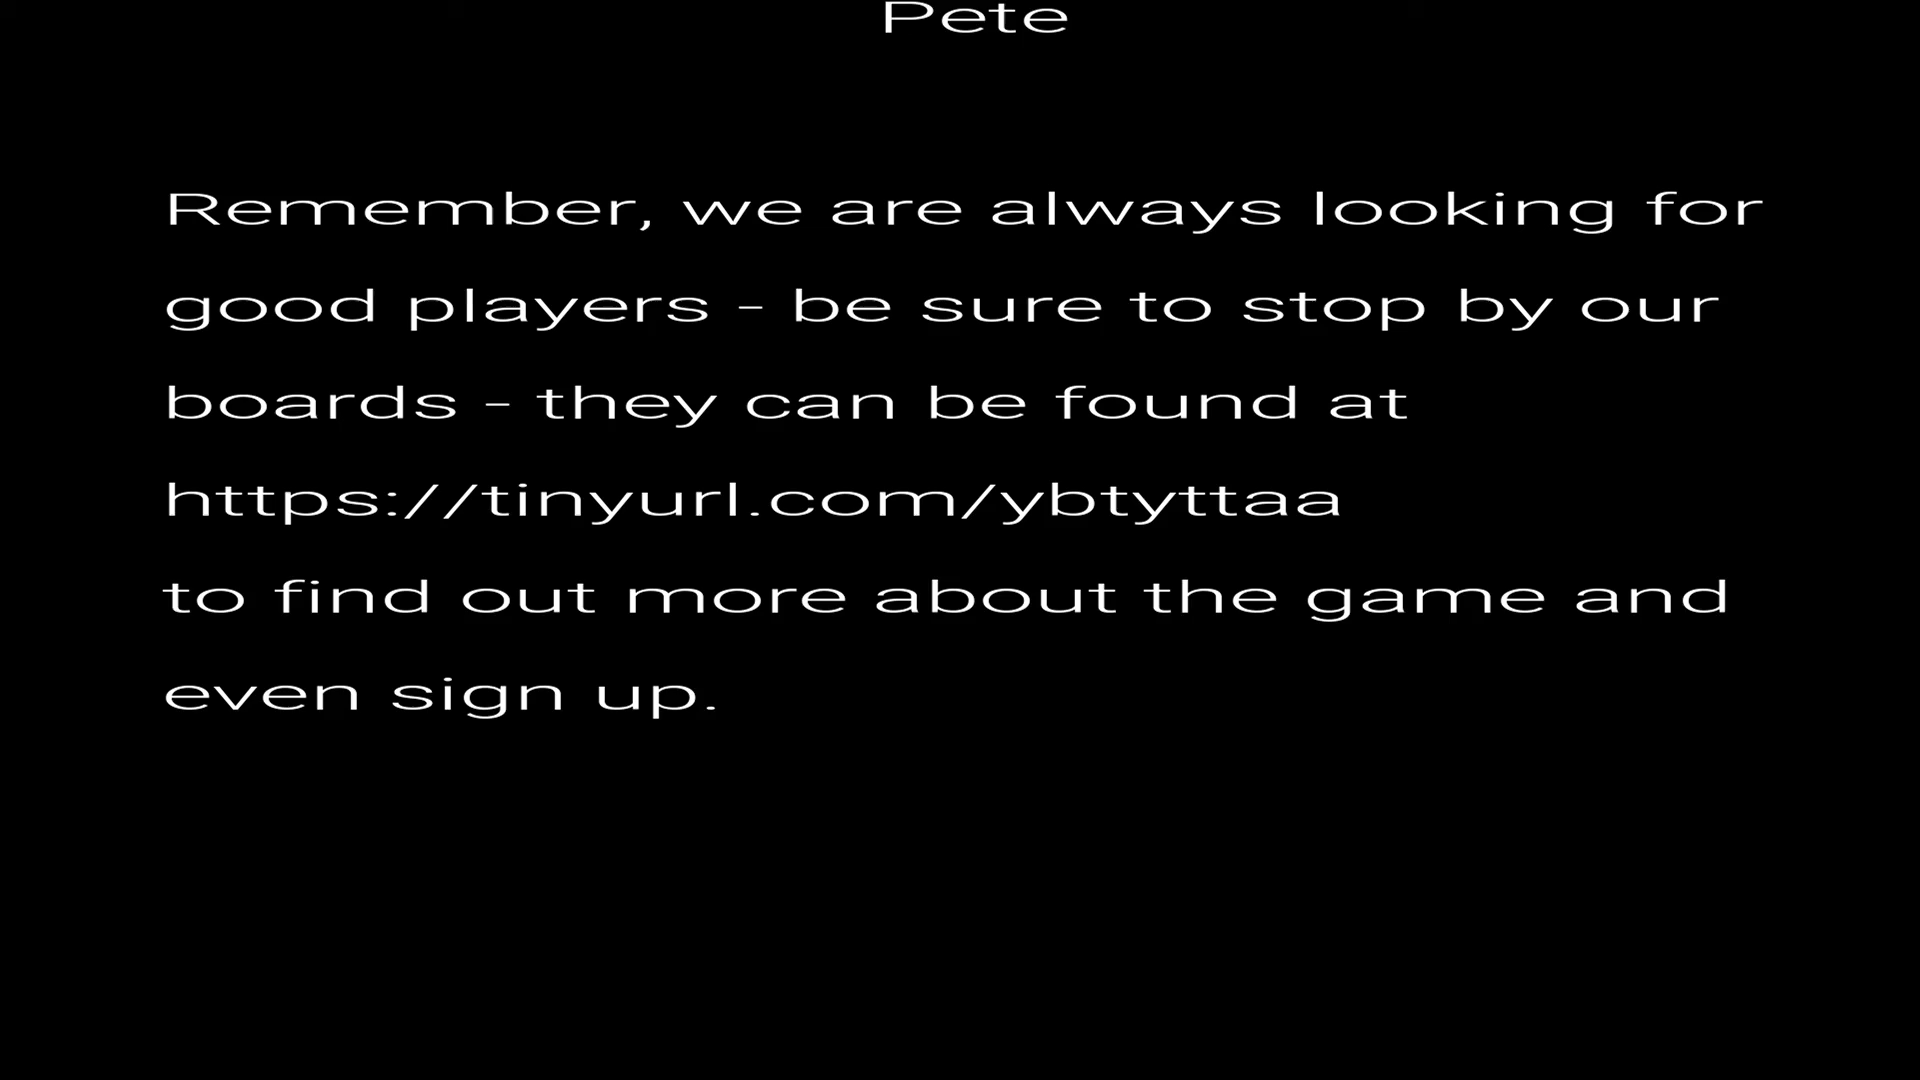 Pete
Remember, we are always looking for
good players - be sure to stop by our
boards - they can be found at
https://tinyurl.com/ybtyttaa
to find out more about the game and
even sign up.